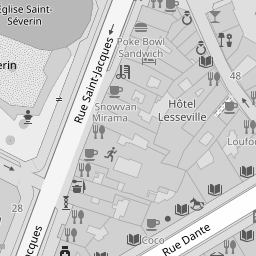 Église Saint-
Séverin
Poke Bowl
Sandwich
erin
Rue Saint-Jacques
48
Hôtel
Lesseville
Snowvan
Mirama
Loufo
28
Rue Dante
Coco
Jacques